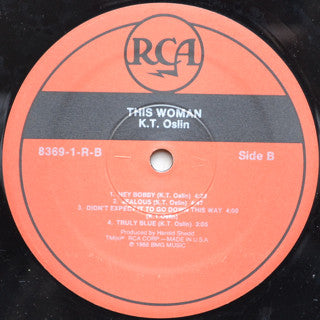 RCA
THIS WOMAN
K.T. Oslin
8369-1-R-B
Side B
1. HEY BOBBY (K.T. Oslin)
2. JEALOUS (K.T. Oslin) 4:47
3. DIDN'T EXPECT IT TO GO DOWN THIS WAY 4:00
(K.T. Oslin)
4. TRULY BLUE (K.T. Oslin) 3:05
Produced by Harold Shedd
TMK(s)® RCA CORP.—MADE IN U.S.A.
℗ 1988 BMG MUSIC